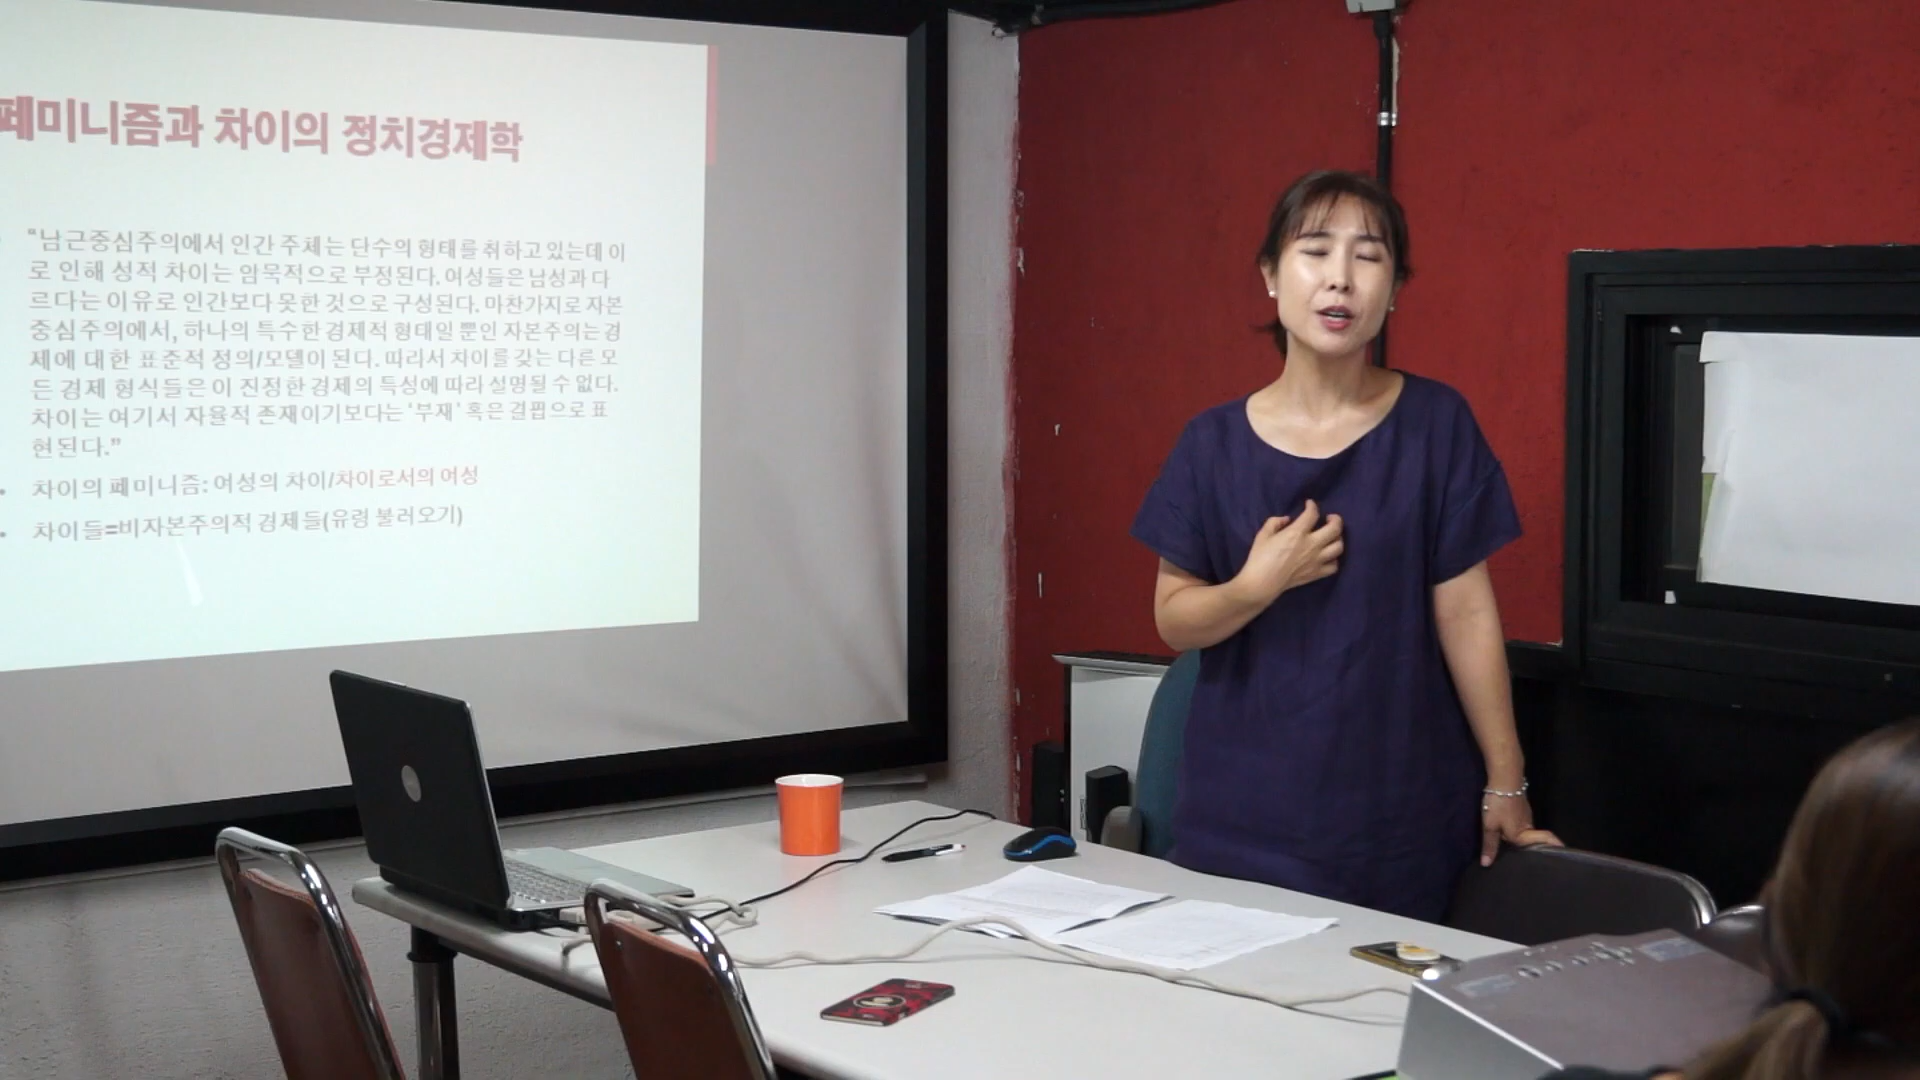 페미니즘과 차이의 정치경제학
“남근중심주의에서 인간 주체는 단수의 형태를 취하고 있는데 이
로 인해 성적 차이는 암묵적으로 부정된다. 여성들은 남성과 다
르다는 이유로 인간보다 못한 것으로 구성된다. 마찬가지로 자본
중심주의에서, 하나의 특수한 경제적 형태일 뿐인 자본주의는 경
제에 대한 표준적 정의/모델이 된다. 따라서 차이를 갖는 다른 모
든 경제 형식들은 이 진정한 경제의 특성에 따라 설명될 수 없다.
차이는 여기서 자율적 존재이기보다는 ‘부재’ 혹은 결핍으로 표
현된다.”
• 차이의 페미니즘: 여성의 차이/차이로서의 여성
• 차이들=비자본주의적 경제들(유령 불러오기)